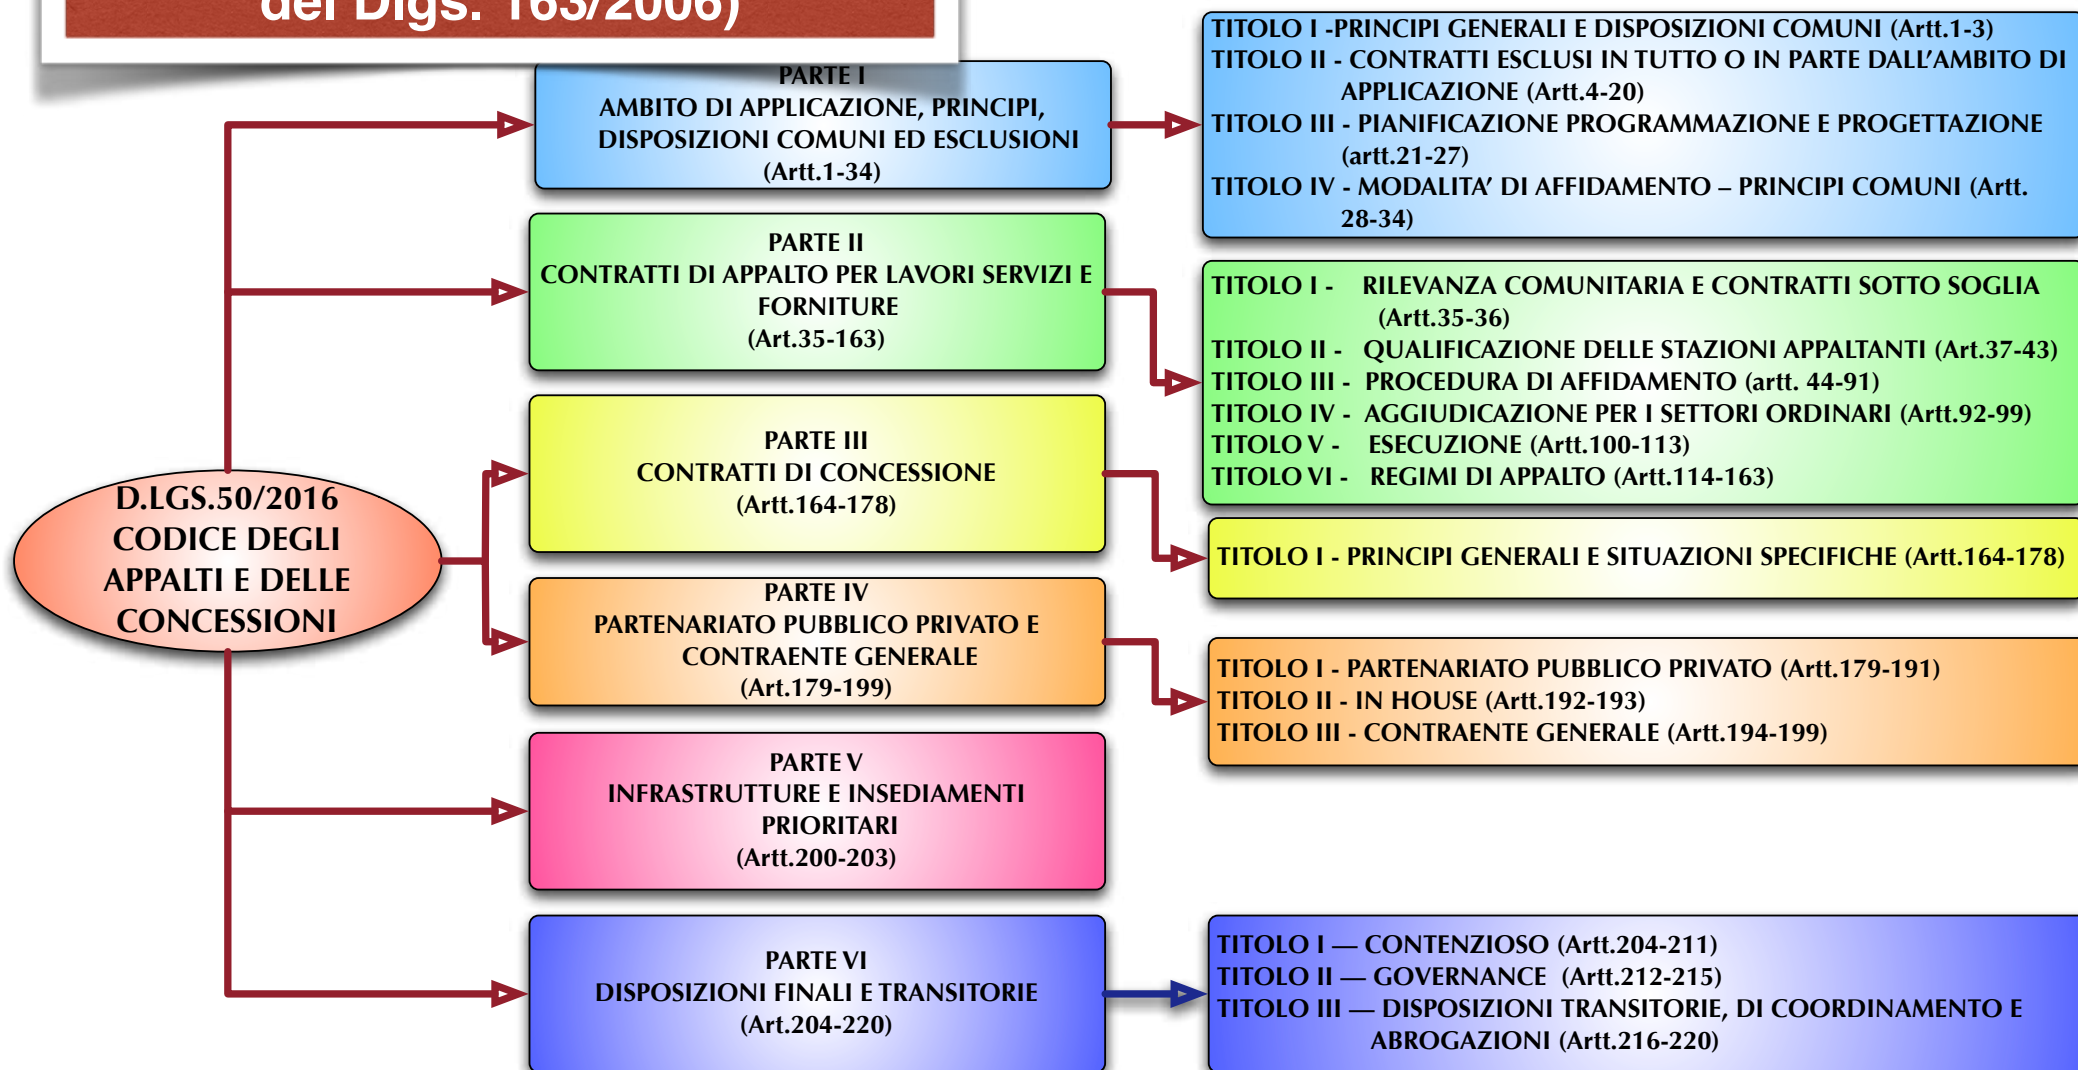 del Dlgs. 163/2006)
D.LGS.50/2016
CODICE DEGLI
APPALTI E DELLE
CONCESSIONI
PARTE I
AMBITO DI APPLICAZIONE, PRINCIPI,
DISPOSIZIONI COMUNI ED ESCLUSIONI
(Artt.1-34)
TITOLO I -PRINCIPI GENERALI E DISPOSIZIONI COMUNI (Artt.1-3)
TITOLO II - CONTRATTI ESCLUSI IN TUTTO O IN PARTE DALL'AMBITO DI
APPLICAZIONE (Artt.4-20)
TITOLO III - PIANIFICAZIONE PROGRAMMAZIONE E PROGETTAZIONE
(artt.21-27)
TITOLO IV - MODALITA' DI AFFIDAMENTO – PRINCIPI COMUNI (Artt.
28-34)
PARTE II
CONTRATTI DI APPALTO PER LAVORI SERVIZI E
FORNITURE
(Art.35-163)
TITOLO I - RILEVANZA COMUNITARIA E CONTRATTI SOTTO SOGLIA
(Artt.35-36)
TITOLO II - QUALIFICAZIONE DELLE STAZIONI APPALTANTI (Art.37-43)
TITOLO III - PROCEDURA DI AFFIDAMENTO (artt. 44-91)
TITOLO IV - AGGIUDICAZIONE PER I SETTORI ORDINARI (Artt.92-99)
TITOLO V - ESECUZIONE (Artt.100-113)
TITOLO VI - REGIMI DI APPALTO (Artt.114-163)
PARTE III
CONTRATTI DI CONCESSIONE
(Artt.164-178)
TITOLO I - PRINCIPI GENERALI E SITUAZIONI SPECIFICHE (Artt.164-178)
PARTE IV
PARTENARIATO PUBBLICO PRIVATO E
CONTRAENTE GENERALE
(Art.179-199)
TITOLO I - PARTENARIATO PUBBLICO PRIVATO (Artt.179-191)
TITOLO II - IN HOUSE (Artt.192-193)
TITOLO III - CONTRAENTE GENERALE (Artt.194-199)
PARTE V
INFRASTRUTTURE E INSEDIAMENTI
PRIORITARI
(Artt.200-203)
PARTE VI
DISPOSIZIONI FINALI E TRANSITORIE
(Art.204-220)
TITOLO I — CONTENZIOSO (Artt.204-211)
TITOLO II — GOVERNANCE (Artt.212-215)
TITOLO III — DISPOSIZIONI TRANSITORIE, DI COORDINAMENTO E
ABROGAZIONI (Artt.216-220)